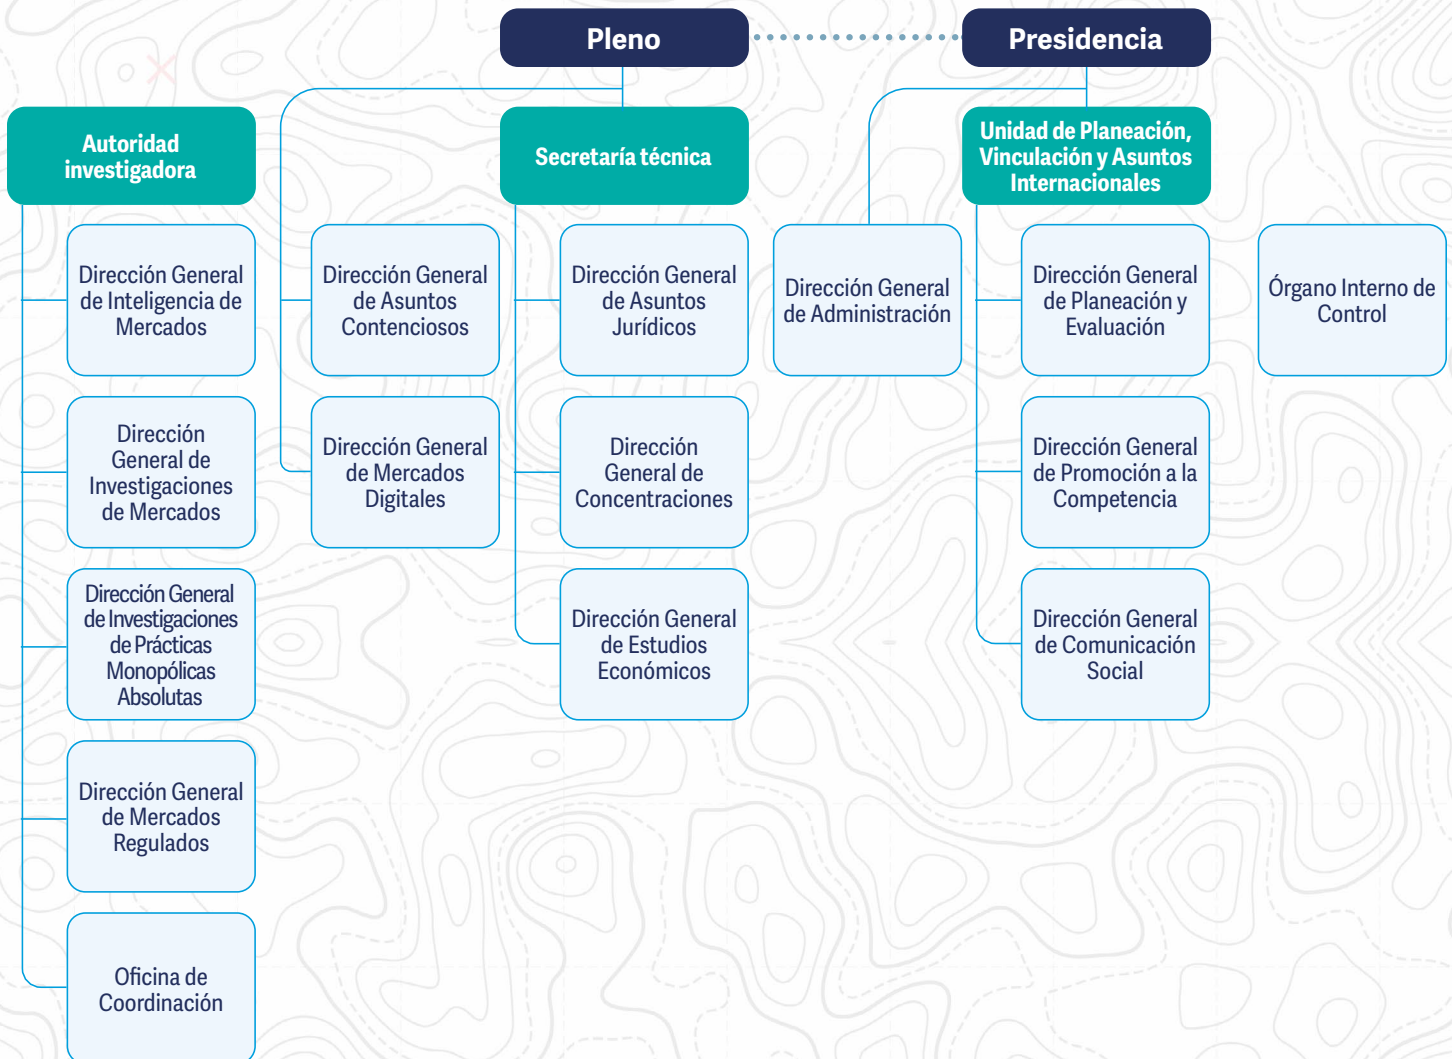 Pleno
Presidencia
Autoridad
investigadora
Secretaría técnica
Unidad de Planeación,
Vinculación y Asuntos
Internacionales
Dirección General
de Inteligencia de
Mercados
Dirección General
de Asuntos
Contenciosos
Dirección General
de Asuntos
Jurídicos
Dirección General
de Administración
Dirección General
de Planeación y
Evaluación
Órgano Interno de
Control
Dirección
General de
Investigaciones
de Mercados
Dirección General
de Mercados
Digitales
Dirección
General de
Concentraciones
Dirección General
de Promoción a la
Competencia
Dirección General
de Investigaciones
de Prácticas
Monopólicas
Absolutas
Dirección General
de Estudios
Económicos
Dirección General
de Comunicación
Social
Dirección General
de Mercados
Regulados
Oficina de
Coordinación